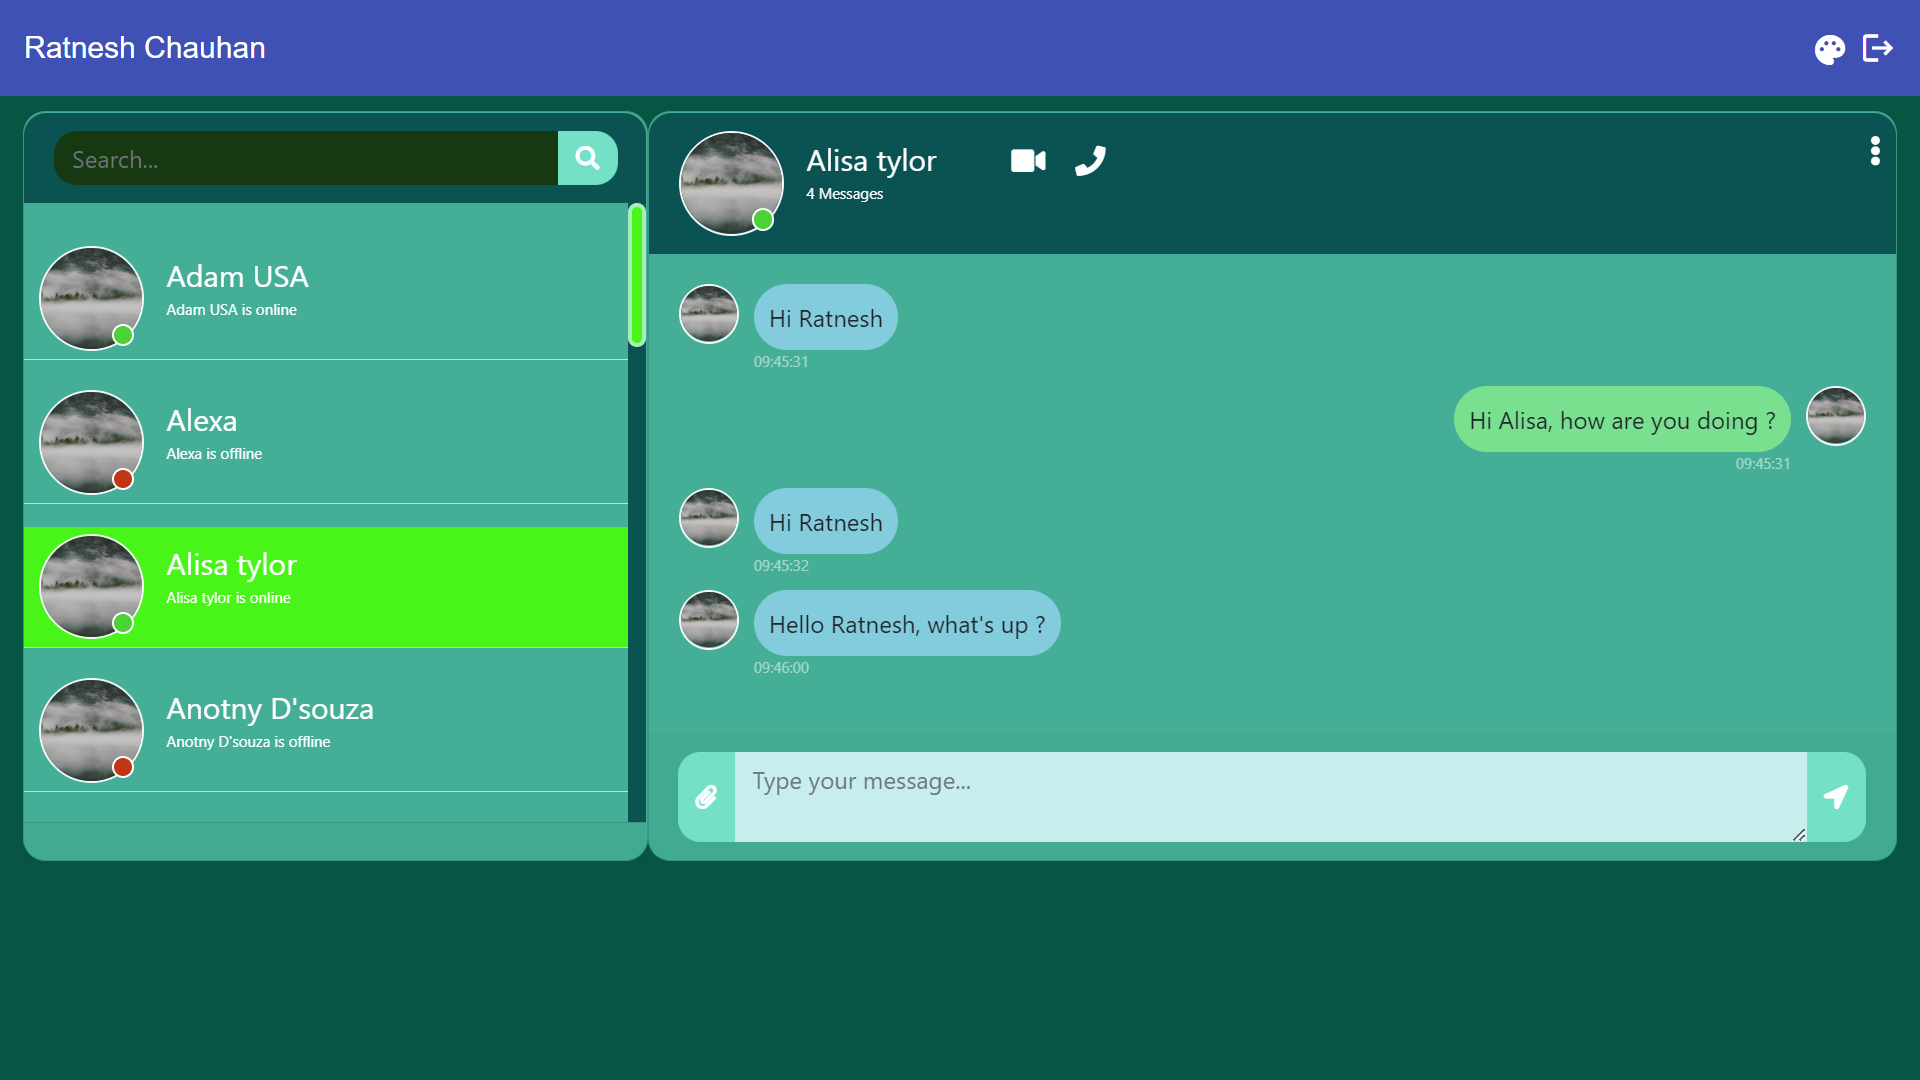 Ratnesh Chauhan
Search...
Adam USA
Adam USA is online
Alexa
Alexa is offline
Alisa tylor
Alisa tylor is online
Anotny D'souza
Anotny D'souza is offline
Alisa tylor
4 Messages
Hi Ratnesh
09:45:31
Hi Alisa, how are you doing ?
09:45:31
Hi Ratnesh
09:45:32
Hello Ratnesh, what's up ?
09:46:00
Type your message...